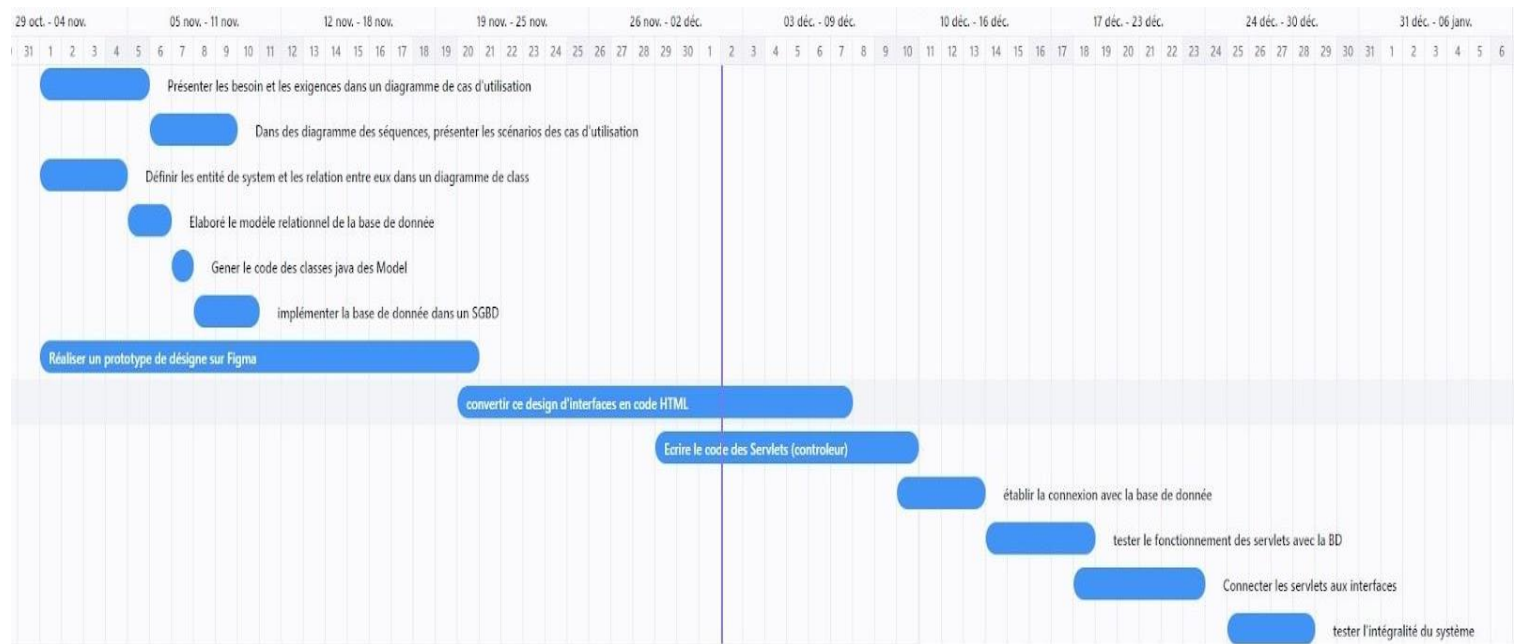 29 oct. - 04 nov. 05 nov. - 11 nov. 12 nov. - 18 nov. 19 nov. - 25 nov. 26 nov. - 02 déc. 03 déc. - 09 déc. 10 déc. - 16 déc. 17 déc. - 23 déc. 24 déc. - 30 déc. 31 déc. - 06 janv.
31 1 2 3 4 5 6 7 8 9 10 11 12 13 14 15 16 17 18 19 20 21 22 23 24 25 26 27 28 29 30 1 2 3 4 5 6 7 8 9 10 11 12 13 14 15 16 17 18 19 20 21 22 23 24 25 26 27 28 29 30 31 1 2 3 4 5 6
Présenter les besoin et les exigences dans un diagramme de cas d'utilisation
Dans des diagramme des séquences, présenter les scénarios des cas d'utilisation
Définir les entité de system et les relation entre eux dans un diagramme de class
Elaboré le modèle relationnel de la base de donnée
Gener le code des classes java des Model
implémenter la base de donnée dans un SGBD
Réaliser un prototype de désigne sur Figma
convertir ce design d'interfaces en code HTML
Ecrire le code des Servlets (controleur)
établir la connexion avec la base de donnée
tester le fonctionnement des servlets avec la BD
Connecter les servlets aux interfaces
tester l'intégralité du système